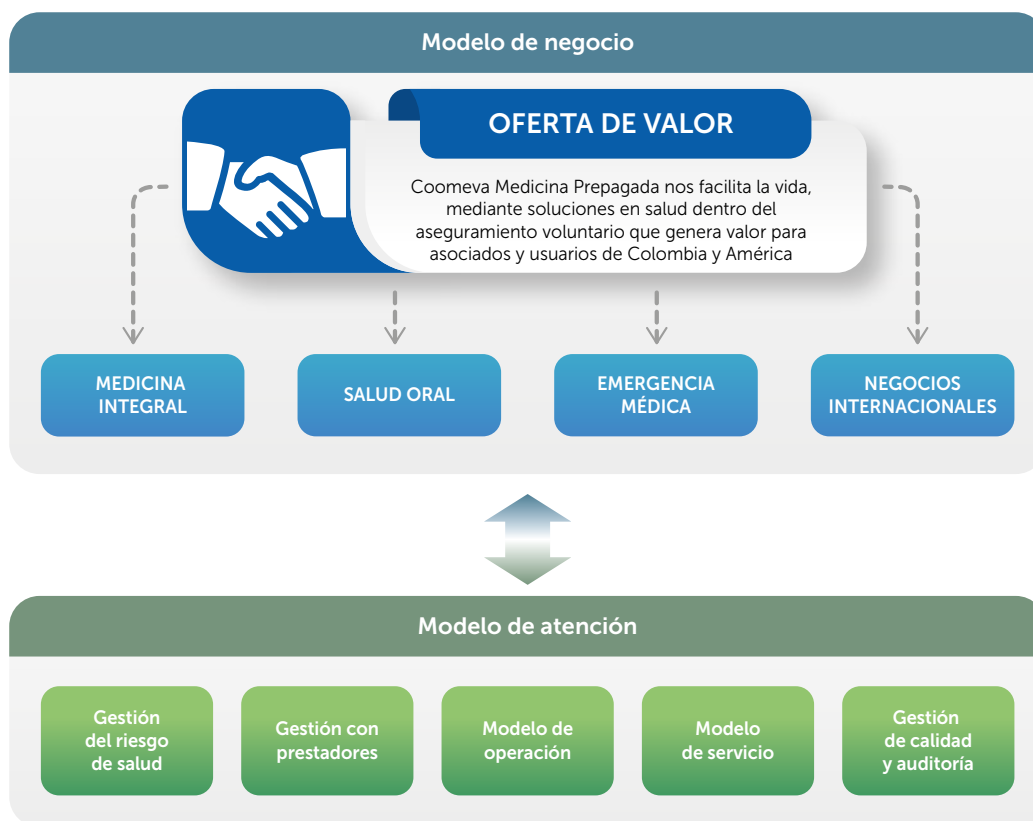 Modelo de negocio
OFERTA DE VALOR
Coomeva Medicina Prepagada nos facilita la vida,
mediante soluciones en salud dentro del
aseguramiento voluntario que genera valor para
asociados y usuarios de Colombia y América
MEDICINA
INTEGRAL
SALUD ORAL
EMERGENCIA
MÉDICA
NEGOCIOS
INTERNACIONALES
Modelo de atención
Gestión
del riesgo
de salud
Gestión con
prestadores
Modelo de
operación
Modelo
de servicio
Gestión
de calidad
y auditoría